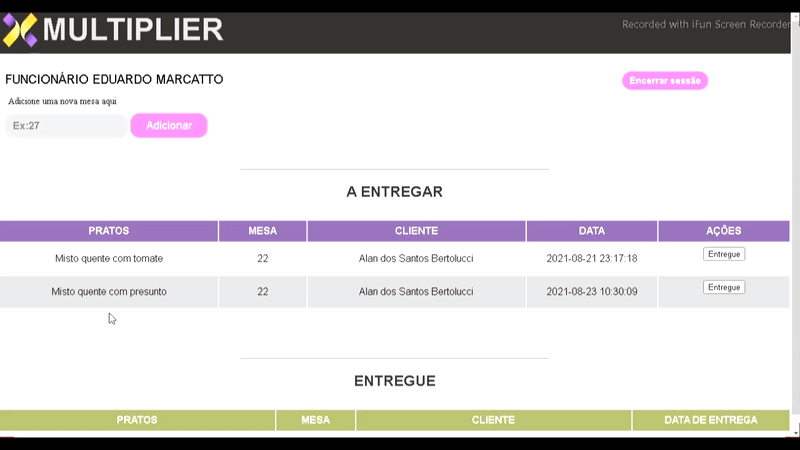 MULTIPLIER
Recorded with iFun Screen Recorder
FUNCIONÁRIO EDUARDO MARCATTO
Encerrar sessão
Adicione uma nova mesa aqui
Ex:27 Adicionar
A ENTREGAR
PRATOS MESA CLIENTE DATA AÇÕES
Misto quente com tomate 22 Alan dos Santos Bertolucci 2021-08-21 23:17:18 Entregue
Misto quente com presunto 22 Alan dos Santos Bertolucci 2021-08-23 10:30:09 Entregue
ENTREGUE
PRATOS MESA CLIENTE DATA DE ENTREGA